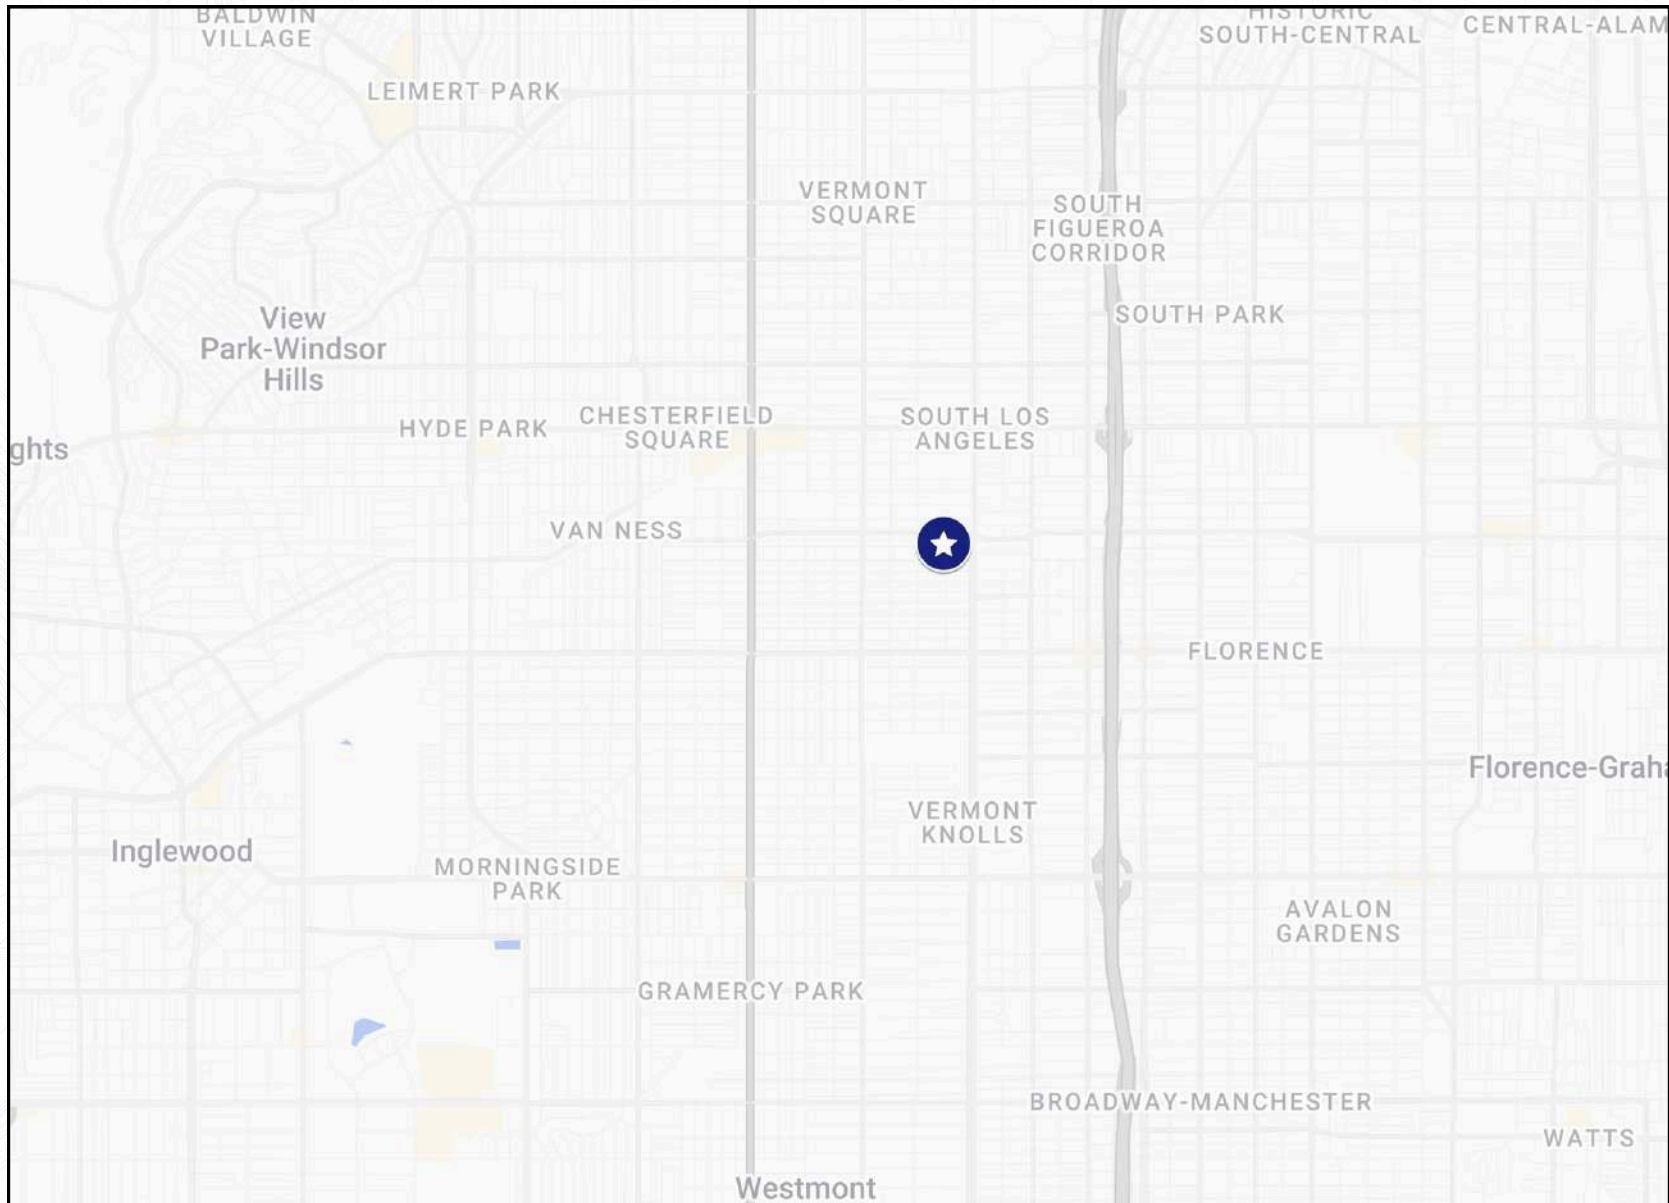 BALDWIN
VILLAGE
HISTORIC
SOUTH-CENTRAL
CENTRAL-ALAM
LEIMERT PARK
VERMONT
SQUARE
SOUTH
FIGUEROA
CORRIDOR
View
Park-Windsor
Hills
SOUTH PARK
HYDE PARK
CHESTERFIELD
SQUARE
SOUTH LOS
ANGELES
ghts
VAN NESS
FLORENCE
Florence-Graha
VERMONT
KNOLLS
Inglewood
MORNINGSIDE
PARK
AVALON
GARDENS
GRAMERCY PARK
BROADWAY-MANCHESTER
WATTS
Westmont